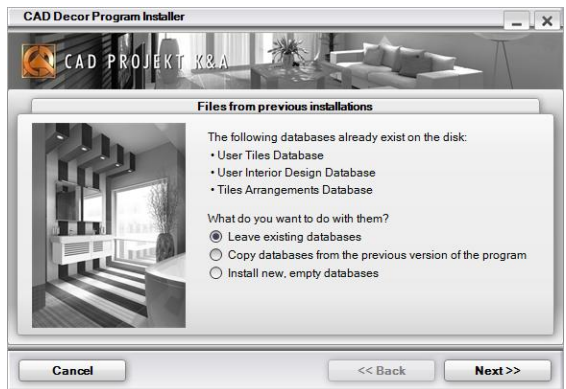 CAD Decor Program Installer
CAD PROJEKT K&A
Files from previous installations
The following databases already exist on the disk:
• User Tiles Database
• User Interior Design Database
• Tiles Arrangements Database
What do you want to do with them?
Leave existing databases
Copy databases from the previous version of the program
Install new, empty databases
Cancel
<< Back
Next >>